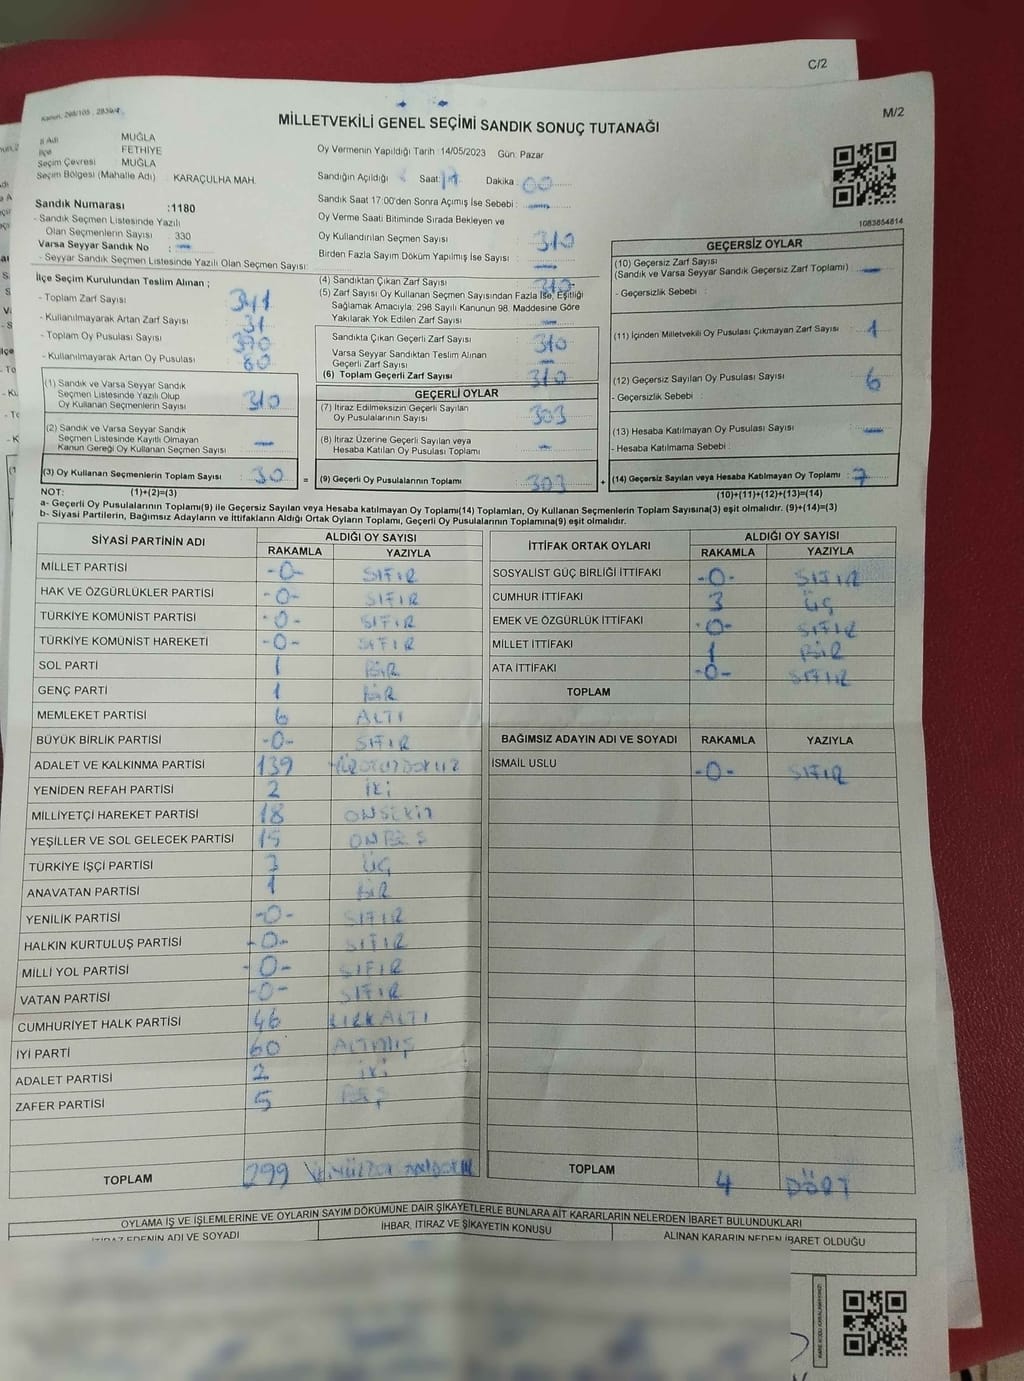 C/2
M/2
Kanun: 298/105 , 2839/4
MİLLETVEKİLİ GENEL SEÇİMİ SANDIK SONUÇ TUTANAĞI
İl Adı MUĞLA
İlçe FETHİYE
Seçim Çevresi MUĞLA
Seçim Bölgesi (Mahalle Adı) KARAÇULHA MAH.
Oy Vermenin Yapıldığı Tarih :14/05/2023 Gün: Pazar
Sandığın Açıldığı Saat: Dakika : 00
Sandık Saat 17:00'den Sonra Açımış İse Sebebi : -
Oy Verme Saati Bitiminde Sırada Bekleyen ve
Oy Kullandırılan Seçmen Sayısı : 310
Birden Fazla Sayım Döküm Yapılmış İse Sayısı : -
1083654614
Sandık Numarası :1180
- Sandık Seçmen Listesinde Yazılı
Olan Seçmenlerin Sayısı : 330
Varsa Seyyar Sandık No : -
- Seyyar Sandık Seçmen Listesinde Yazılı Olan Seçmen Sayısı:
İlçe Seçim Kurulundan Teslim Alınan ;
- Toplam Zarf Sayısı : 341
- Kullanılmayarak Artan Zarf Sayısı : 31
- Toplam Oy Pusulası Sayısı : 370
- Kullanılmayarak Artan Oy Pusulası : 60
(4) Sandıktan Çıkan Zarf Sayısı : 310
(5) Zarf Sayısı Oy Kullanan Seçmen Sayısından Fazla İse, Eşitliği
Sağlamak Amacıyla, 298 Sayılı Kanunun 98. Maddesine Göre
Yakılarak Yok Edilen Zarf Sayısı : -
Sandıkta Çıkan Geçerli Zarf Sayısı : 310
Varsa Seyyar Sandıktan Teslim Alınan
Geçerli Zarf Sayısı : -
(6) Toplam Geçerli Zarf Sayısı : 310
GEÇERSİZ OYLAR
(10) Geçersiz Zarf Sayısı
(Sandık ve Varsa Seyyar Sandık Geçersiz Zarf Toplamı) : -
- Geçersizlik Sebebi :
(11) İçinden Milletvekili Oy Pusulası Çıkmayan Zarf Sayısı : 1
(12) Geçersiz Sayılan Oy Pusulası Sayısı : 6
- Geçersizlik Sebebi :
(13) Hesaba Katılmayan Oy Pusulası Sayısı : -
- Hesaba Katılmama Sebebi :
(14) Geçersiz Sayılan veya Hesaba Katılmayan Oy Toplamı : 7
(10)+(11)+(12)+(13)=(14)
(1) Sandık ve Varsa Seyyar Sandık
Seçmen Listesinde Yazılı Olup
Oy Kullanan Seçmenlerin Sayısı : 310
(2) Sandık ve Varsa Seyyar Sandık
Seçmen Listesinde Kayıtlı Olmayan
Kanun Gereği Oy Kullanan Seçmen Sayısı : -
(3) Oy Kullanan Seçmenlerin Toplam Sayısı : 30 =
GEÇERLİ OYLAR
(7) İtiraz Edilmeksizin Geçerli Sayılan
Oy Pusulalarının Sayısı : 303
(8) İtiraz Üzerine Geçerli Sayılan veya
Hesaba Katılan Oy Pusulası Toplamı : -
(9) Geçerli Oy Pusulalarının Toplamı : 303 +
NOT: (1)+(2)=(3)
a- Geçerli Oy Pusulalarının Toplamı(9) ile Geçersiz Sayılan veya Hesaba katılmayan Oy Toplamı(14) Toplamları, Oy Kullanan Seçmenlerin Toplam Sayısına(3) eşit olmalıdır. (9)+(14)=(3)
b- Siyasi Partilerin, Bağımsız Adayların ve İttifakların Aldığı Ortak Oyların Toplamı, Geçerli Oy Pusulalarının Toplamına(9) eşit olmalıdır.
SİYASİ PARTİNİN ADI ALDIĞI OY SAYISI
RAKAMLA YAZIYLA
MİLLET PARTİSİ -0- SIFIR
HAK VE ÖZGÜRLÜKLER PARTİSİ -0- SIFIR
TÜRKİYE KOMÜNİST PARTİSİ -0- SIFIR
TÜRKİYE KOMÜNİST HAREKETİ -0- SIFIR
SOL PARTİ 1 BİR
GENÇ PARTİ 1 BİR
MEMLEKET PARTİSİ 6 ALTI
BÜYÜK BİRLİK PARTİSİ -0- SIFIR
ADALET VE KALKINMA PARTİSİ 139 YÜZOTUZDOKUZ
YENİDEN REFAH PARTİSİ 2 İKİ
MİLLİYETÇİ HAREKET PARTİSİ 18 ONSEKİZ
YEŞİLLER VE SOL GELECEK PARTİSİ 15 ONBEŞ
TÜRKİYE İŞÇİ PARTİSİ 3 ÜÇ
ANAVATAN PARTİSİ 1 BİR
YENİLİK PARTİSİ -0- SIFIR
HALKIN KURTULUŞ PARTİSİ -0- SIFIR
MİLLİ YOL PARTİSİ -0- SIFIR
VATAN PARTİSİ -0- SIFIR
CUMHURİYET HALK PARTİSİ 46 KIRKALTI
İYİ PARTİ 60 ALTMIŞ
ADALET PARTİSİ 2 İKİ
ZAFER PARTİSİ 5 BEŞ
TOPLAM 299
İTTİFAK ORTAK OYLARI ALDIĞI OY SAYISI
RAKAMLA YAZIYLA
SOSYALİST GÜÇ BİRLİĞİ İTTİFAKI -0- SIFIR
CUMHUR İTTİFAKI 3 ÜÇ
EMEK VE ÖZGÜRLÜK İTTİFAKI -0- SIFIR
MİLLET İTTİFAKI 1 BİR
ATA İTTİFAKI -0- SIFIR
TOPLAM
BAĞIMSIZ ADAYIN ADI VE SOYADI RAKAMLA YAZIYLA
İSMAİL USLU -0- SIFIR
TOPLAM 4 DÖRT
OYLAMA İŞ VE İŞLEMLERİNE VE OYLARIN SAYIM DÖKÜMÜNE DAİR ŞİKAYETLERLE BUNLARA AİT KARARLARIN NELERDEN İBARET BULUNDUKLARI
İTİRAZ EDENİN ADI VE SOYADI İHBAR, İTİRAZ VE ŞİKAYETİN KONUSU ALINAN KARARIN NEDEN İBARET OLDUĞU